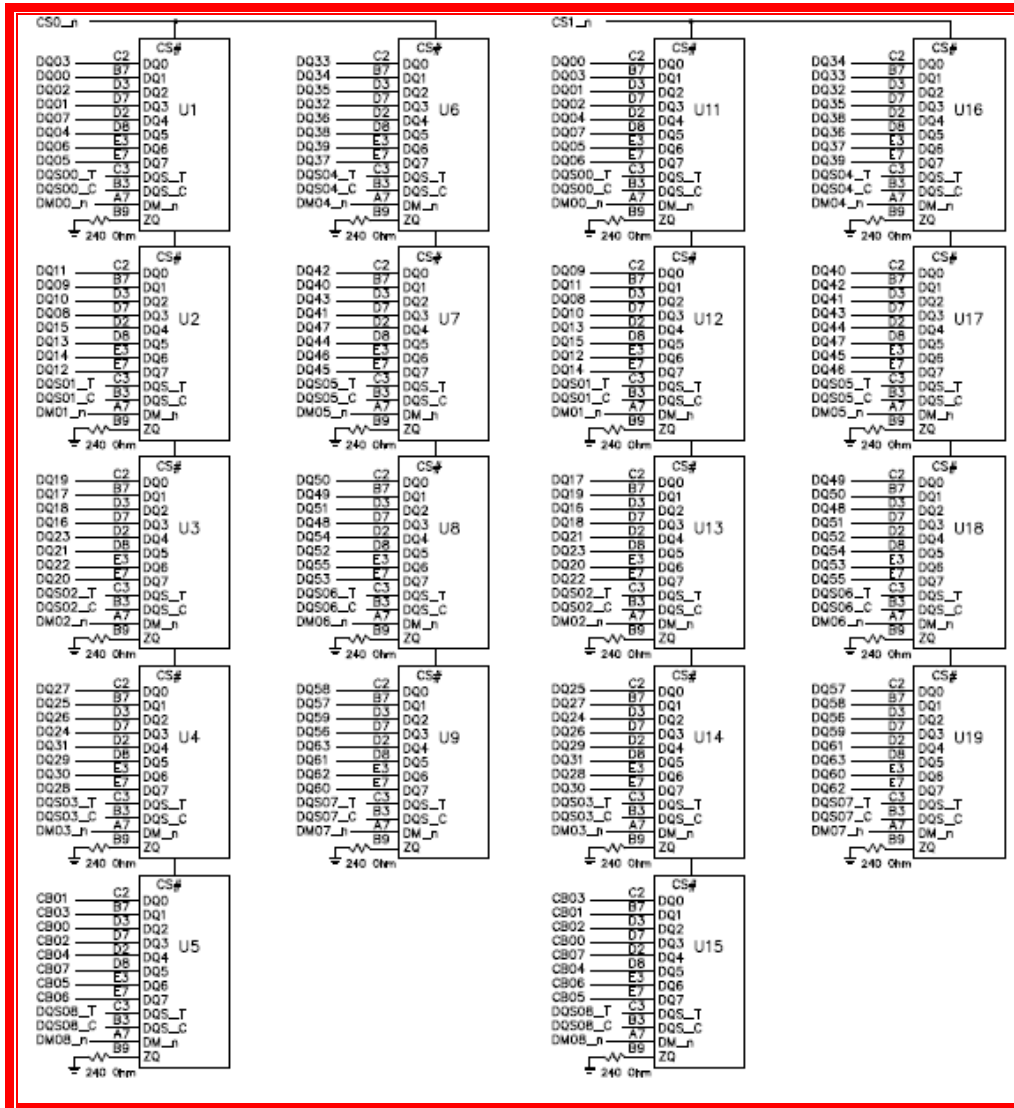 CS0_n
CS#
DQ03 C2 DQ0
DQ00 B7 DQ1
DQ02 D3 DQ2
DQ01 D7 DQ3 U1
DQ07 D2 DQ4
DQ04 D8 DQ5
DQ06 E3 DQ6
DQ05 E7 DQ7
DQS00_T C3 DQS_T
DQS00_C B3 DQS_C
DM00_n A7 DM_n
B9 ZQ
240 Ohm
CS#
DQ11 C2 DQ0
DQ09 B7 DQ1
DQ10 D3 DQ2
DQ08 D7 DQ3 U2
DQ15 D2 DQ4
DQ13 D8 DQ5
DQ14 E3 DQ6
DQ12 E7 DQ7
DQS01_T C3 DQS_T
DQS01_C B3 DQS_C
DM01_n A7 DM_n
B9 ZQ
240 Ohm
CS#
DQ19 C2 DQ0
DQ17 B7 DQ1
DQ18 D3 DQ2
DQ16 D7 DQ3 U3
DQ23 D2 DQ4
DQ21 D8 DQ5
DQ22 E3 DQ6
DQ20 E7 DQ7
DQS02_T C3 DQS_T
DQS02_C B3 DQS_C
DM02_n A7 DM_n
B9 ZQ
240 Ohm
CS#
DQ27 C2 DQ0
DQ25 B7 DQ1
DQ26 D3 DQ2
DQ24 D7 DQ3 U4
DQ31 D2 DQ4
DQ29 D8 DQ5
DQ30 E3 DQ6
DQ28 E7 DQ7
DQS03_T C3 DQS_T
DQS03_C B3 DQS_C
DM03_n A7 DM_n
B9 ZQ
240 Ohm
CS#
CB01 C2 DQ0
CB03 B7 DQ1
CB00 D3 DQ2
CB02 D7 DQ3 U5
CB04 D2 DQ4
CB07 D8 DQ5
CB05 E3 DQ6
CB06 E7 DQ7
DQS08_T C3 DQS_T
DQS08_C B3 DQS_C
DM08_n A7 DM_n
B9 ZQ
240 Ohm
CS#
DQ33 C2 DQ0
DQ34 B7 DQ1
DQ35 D3 DQ2
DQ32 D7 DQ3 U6
DQ36 D2 DQ4
DQ38 D8 DQ5
DQ39 E3 DQ6
DQ37 E7 DQ7
DQS04_T C3 DQS_T
DQS04_C B3 DQS_C
DM04_n A7 DM_n
B9 ZQ
240 Ohm
CS#
DQ42 C2 DQ0
DQ40 B7 DQ1
DQ43 D3 DQ2
DQ41 D7 DQ3 U7
DQ47 D2 DQ4
DQ44 D8 DQ5
DQ46 E3 DQ6
DQ45 E7 DQ7
DQS05_T C3 DQS_T
DQS05_C B3 DQS_C
DM05_n A7 DM_n
B9 ZQ
240 Ohm
CS#
DQ50 C2 DQ0
DQ49 B7 DQ1
DQ51 D3 DQ2
DQ48 D7 DQ3 U8
DQ54 D2 DQ4
DQ52 D8 DQ5
DQ55 E3 DQ6
DQ53 E7 DQ7
DQS06_T C3 DQS_T
DQS06_C B3 DQS_C
DM06_n A7 DM_n
B9 ZQ
240 Ohm
CS#
DQ58 C2 DQ0
DQ57 B7 DQ1
DQ59 D3 DQ2
DQ56 D7 DQ3 U9
DQ63 D2 DQ4
DQ61 D8 DQ5
DQ62 E3 DQ6
DQ60 E7 DQ7
DQS07_T C3 DQS_T
DQS07_C B3 DQS_C
DM07_n A7 DM_n
B9 ZQ
240 Ohm
CS1_n
CS#
DQ00 C2 DQ0
DQ03 B7 DQ1
DQ01 D3 DQ2
DQ02 D7 DQ3 U11
DQ04 D2 DQ4
DQ07 D8 DQ5
DQ05 E3 DQ6
DQ06 E7 DQ7
DQS00_T C3 DQS_T
DQS00_C B3 DQS_C
DM00_n A7 DM_n
B9 ZQ
240 Ohm
CS#
DQ09 C2 DQ0
DQ11 B7 DQ1
DQ08 D3 DQ2
DQ10 D7 DQ3 U12
DQ13 D2 DQ4
DQ15 D8 DQ5
DQ12 E3 DQ6
DQ14 E7 DQ7
DQS01_T C3 DQS_T
DQS01_C B3 DQS_C
DM01_n A7 DM_n
B9 ZQ
240 Ohm
CS#
DQ17 C2 DQ0
DQ19 B7 DQ1
DQ16 D3 DQ2
DQ18 D7 DQ3 U13
DQ21 D2 DQ4
DQ23 D8 DQ5
DQ20 E3 DQ6
DQ22 E7 DQ7
DQS02_T C3 DQS_T
DQS02_C B3 DQS_C
DM02_n A7 DM_n
B9 ZQ
240 Ohm
CS#
DQ25 C2 DQ0
DQ27 B7 DQ1
DQ24 D3 DQ2
DQ26 D7 DQ3 U14
DQ29 D2 DQ4
DQ31 D8 DQ5
DQ28 E3 DQ6
DQ30 E7 DQ7
DQS03_T C3 DQS_T
DQS03_C B3 DQS_C
DM03_n A7 DM_n
B9 ZQ
240 Ohm
CS#
CB03 C2 DQ0
CB01 B7 DQ1
CB02 D3 DQ2
CB00 D7 DQ3 U15
CB07 D2 DQ4
CB04 D8 DQ5
CB06 E3 DQ6
CB05 E7 DQ7
DQS08_T C3 DQS_T
DQS08_C B3 DQS_C
DM08_n A7 DM_n
B9 ZQ
240 Ohm
CS#
DQ34 C2 DQ0
DQ33 B7 DQ1
DQ32 D3 DQ2
DQ35 D7 DQ3 U16
DQ38 D2 DQ4
DQ36 D8 DQ5
DQ37 E3 DQ6
DQ39 E7 DQ7
DQS04_T C3 DQS_T
DQS04_C B3 DQS_C
DM04_n A7 DM_n
B9 ZQ
240 Ohm
CS#
DQ40 C2 DQ0
DQ42 B7 DQ1
DQ41 D3 DQ2
DQ43 D7 DQ3 U17
DQ44 D2 DQ4
DQ47 D8 DQ5
DQ45 E3 DQ6
DQ46 E7 DQ7
DQS05_T C3 DQS_T
DQS05_C B3 DQS_C
DM05_n A7 DM_n
B9 ZQ
240 Ohm
CS#
DQ49 C2 DQ0
DQ50 B7 DQ1
DQ48 D3 DQ2
DQ51 D7 DQ3 U18
DQ52 D2 DQ4
DQ54 D8 DQ5
DQ53 E3 DQ6
DQ55 E7 DQ7
DQS06_T C3 DQS_T
DQS06_C B3 DQS_C
DM06_n A7 DM_n
B9 ZQ
240 Ohm
CS#
DQ57 C2 DQ0
DQ58 B7 DQ1
DQ56 D3 DQ2
DQ59 D7 DQ3 U19
DQ61 D2 DQ4
DQ63 D8 DQ5
DQ60 E3 DQ6
DQ62 E7 DQ7
DQS07_T C3 DQS_T
DQS07_C B3 DQS_C
DM07_n A7 DM_n
B9 ZQ
240 Ohm